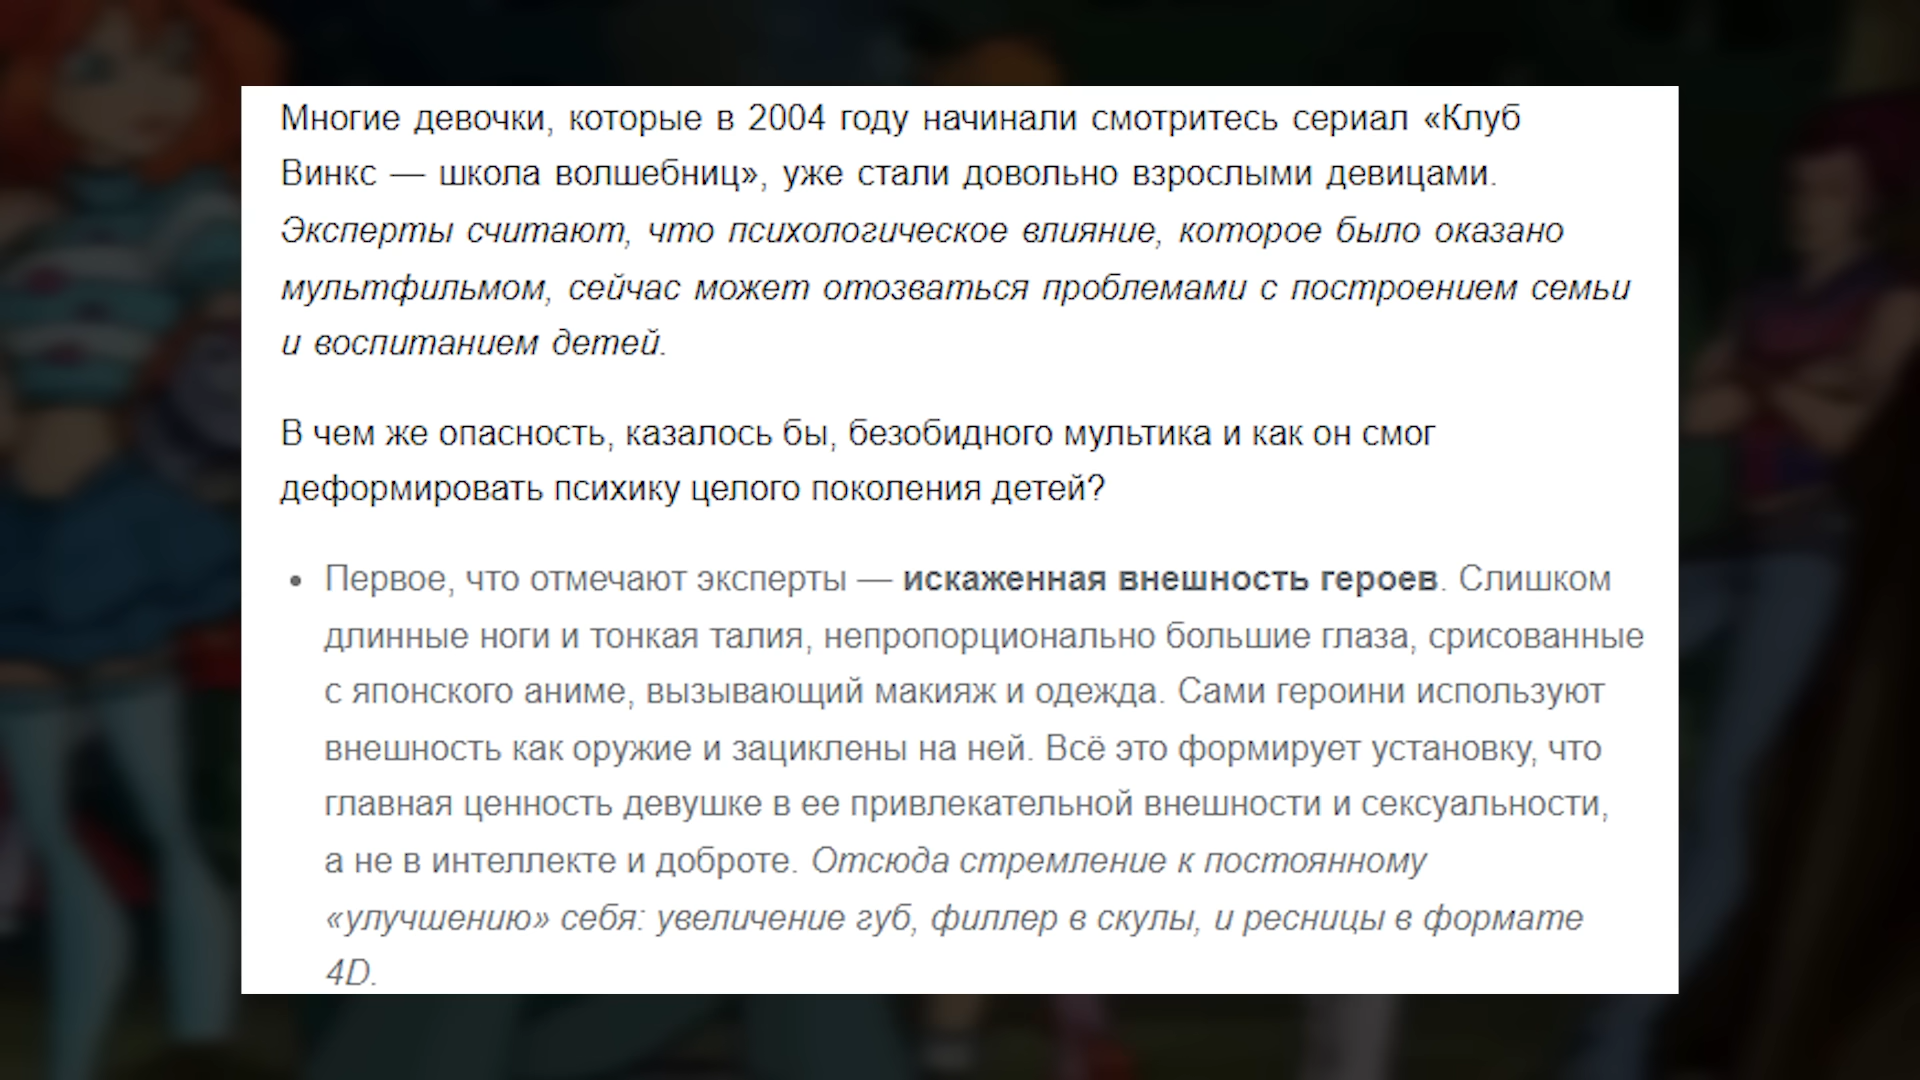 Многие девочки, которые в 2004 году начинали смотритесь сериал «Клуб
Винкс — школа волшебниц», уже стали довольно взрослыми девицами.
Эксперты считают, что психологическое влияние, которое было оказано
мультфильмом, сейчас может отозваться проблемами с построением семьи
и воспитанием детей.
В чем же опасность, казалось бы, безобидного мультика и как он смог
деформировать психику целого поколения детей?
• Первое, что отмечают эксперты — искаженная внешность героев. Слишком
длинные ноги и тонкая талия, непропорционально большие глаза, срисованные
с японского аниме, вызывающий макияж и одежда. Сами героини используют
внешность как оружие и зациклены на ней. Всё это формирует установку, что
главная ценность девушке в ее привлекательной внешности и сексуальности,
а не в интеллекте и доброте. Отсюда стремление к постоянному
«улучшению» себя: увеличение губ, филлер в скулы, и ресницы в формате
4D.